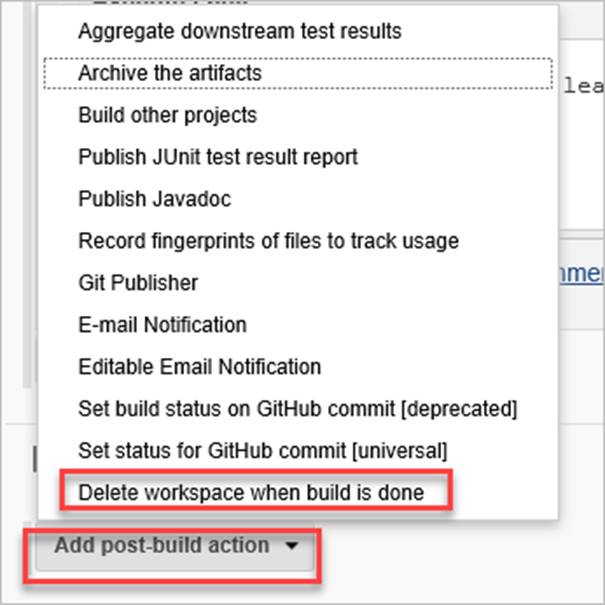 Aggregate downstream test results
Archive the artifacts
lea
Build other projects
Publish JUnit test result report
Publish Javadoc
Record fingerprints of files to track usage
Git Publisher
E-mail Notification
Editable Email Notification
Set build status on GitHub commit [deprecated]
Set status for GitHub commit [universal]
Delete workspace when build is done
Add post-build action